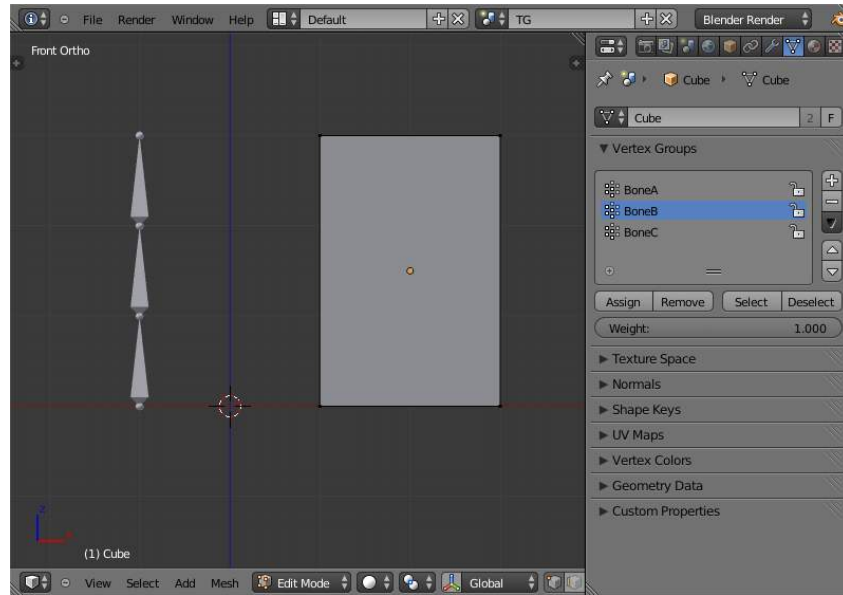 File Render Window Help Default TG Blender Render
Front Ortho
Cube Cube
Cube 2 F
Vertex Groups
BoneA
BoneB
BoneC
Assign Remove Select Deselect
Weight: 1.000
Texture Space
Normals
Shape Keys
UV Maps
Vertex Colors
Geometry Data
Custom Properties
z
x
(1) Cube
View Select Add Mesh Edit Mode Global